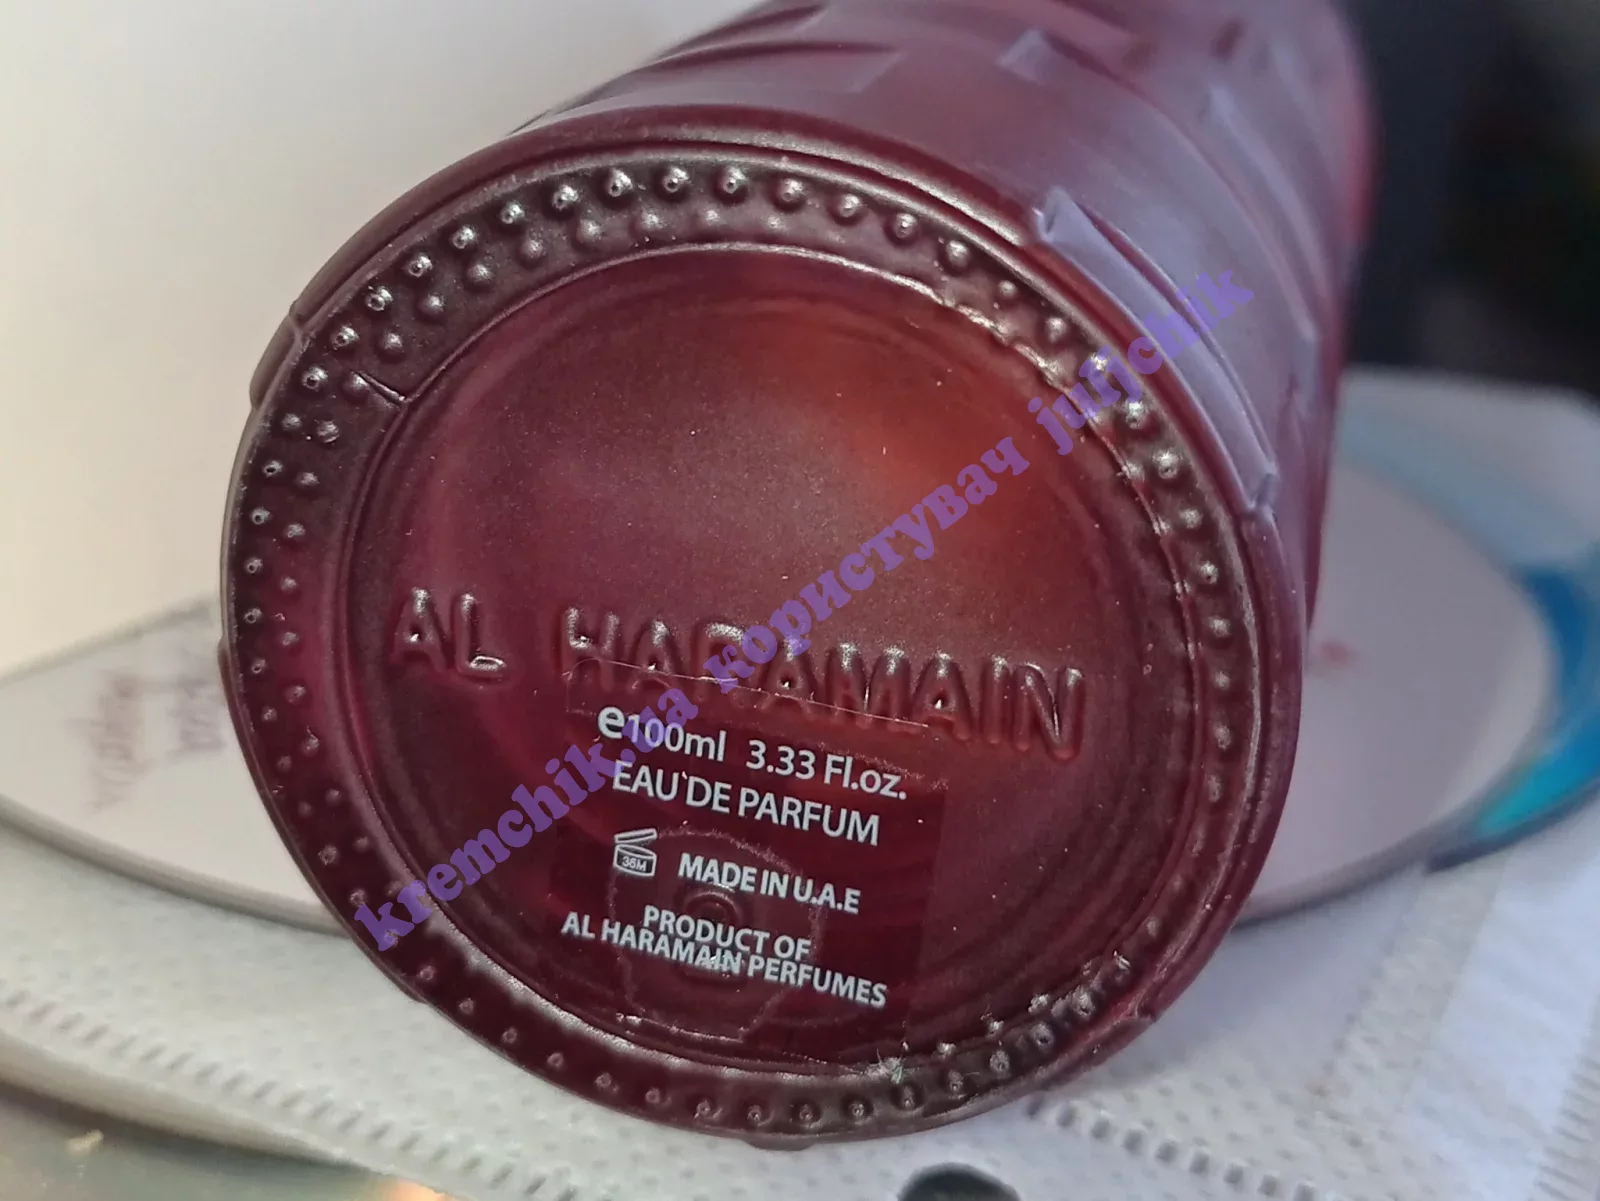 AL HARAMAIN
e100ml 3.33 Fl.oz.
EAU DE PARFUM
36M
MADE IN U.A.E
PRODUCT OF
AL HARAMAIN PERFUMES
kremchik.ua користувач juljchik